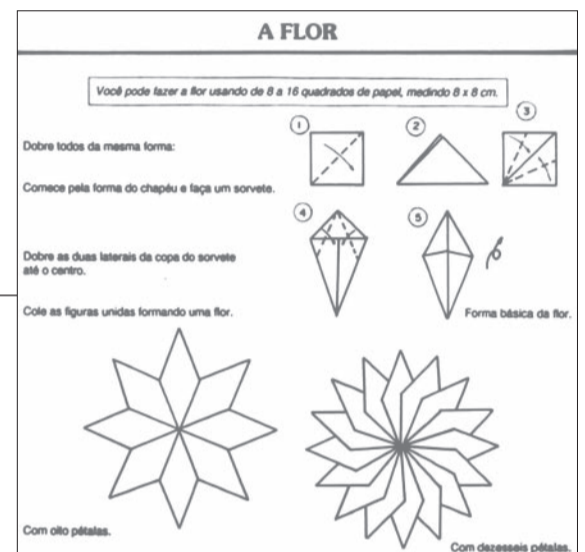 A FLOR
Você pode fazer a flor usando de 8 a 16 quadrados de papel, medindo 8 x 8 cm.
1
2
3
Dobre todos da mesma forma:
Comece pela forma do chapéu e faça um sorvete.
4
5
Dobre as duas laterais da copa do sorvete
até o centro.
Cole as figuras unidas formando uma flor.
Forma básica da flor.
Com oito pétalas.
Com dezesseis pétalas.